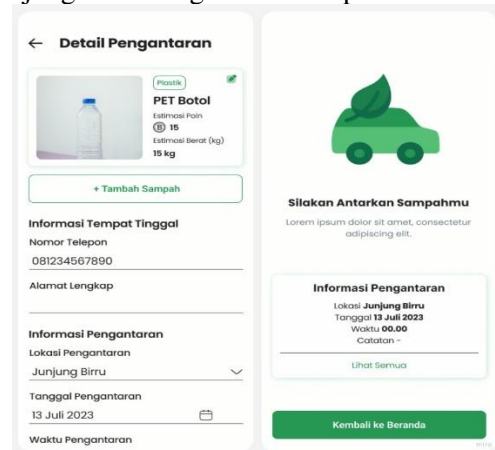 Detail Pengantaran
Plastik
PET Botol
Estimasi Poin
B 15
Estimasi Berat (kg)
15 kg
+ Tambah Sampah
Informasi Tempat Tinggal
Nomor Telepon
081234567890
Alamat Lengkap
Informasi Pengantaran
Lokasi Pengantaran
Junjung Birru
Tanggal Pengantaran
13 Juli 2023
Waktu Pengantaran
Silakan Antarkan Sampahmu
Lorem ipsum dolor sit amet, consectetur
adipiscing elit.
Informasi Pengantaran
Lokasi Junjung Birru
Tanggal 13 Juli 2023
Waktu 00.00
Catatan -
Lihat Semua
Kembali ke Beranda
miro